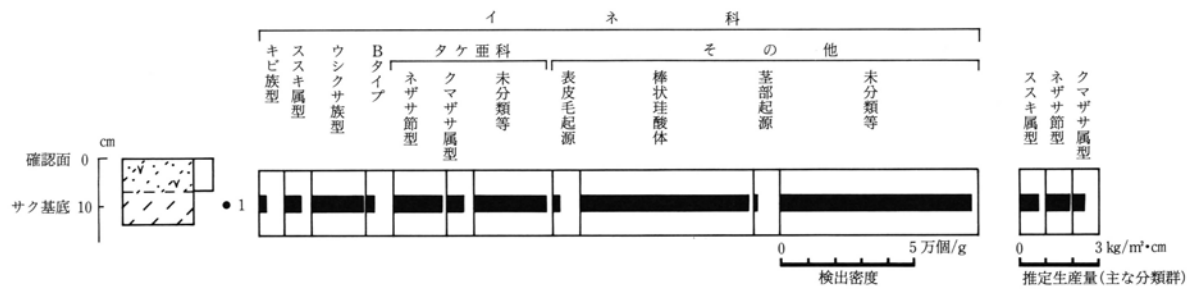 イネ科
キビ族型
ススキ属型
ウシクサ族型
Bタイプ
タケ亜科
ネザサ節型
クマザサ属型
未分類等
その他
表皮毛起源
棒状珪酸体
茎部起源
未分類等
ススキ属型
ネザサ節型
クマザサ属型
cm
確認面 0
サク基底 10
1
0 5 万個/g
検出密度
0 3 kg/m²•cm
推定生産量(主な分類群)